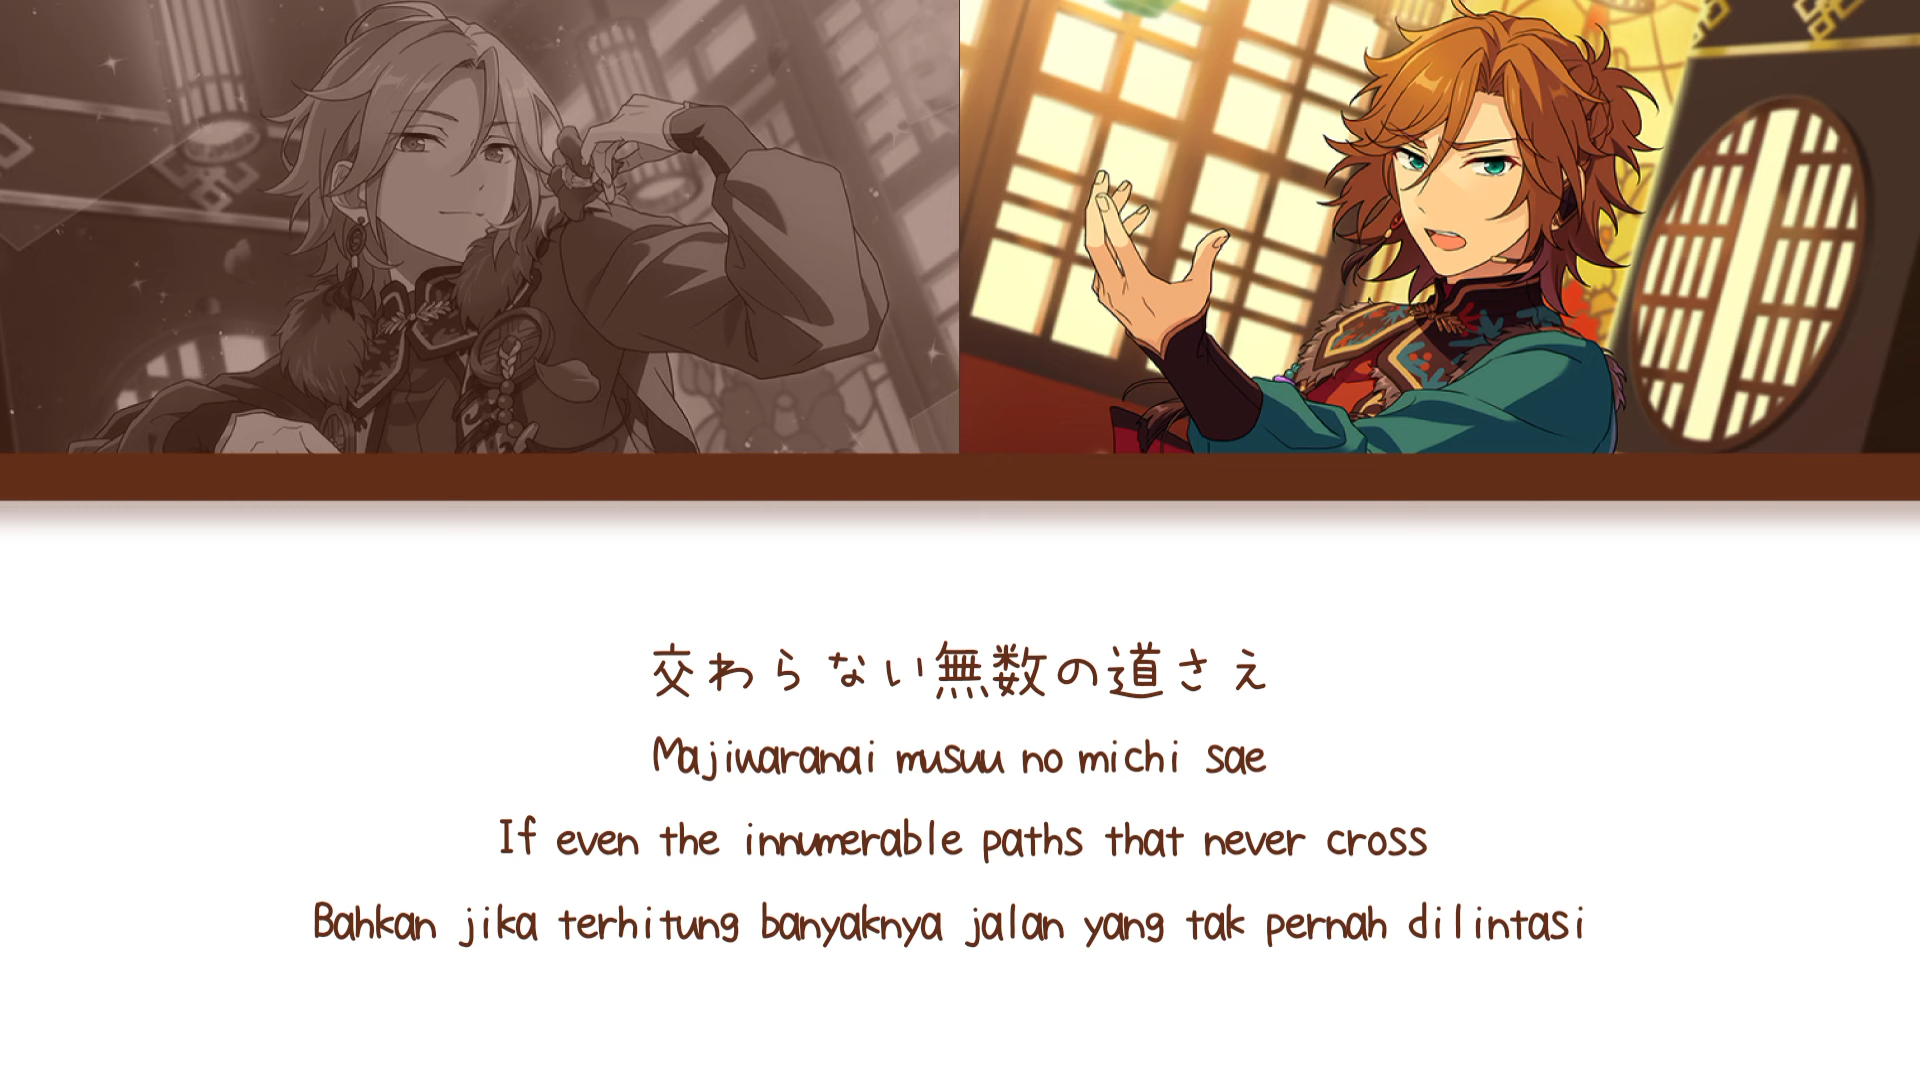 交わらない無数の道さえ
Majiwaranai musuu no michi sae
If even the innumerable paths that never cross
Bahkan jika terhitung banyaknya jalan yang tak pernah dilintasi